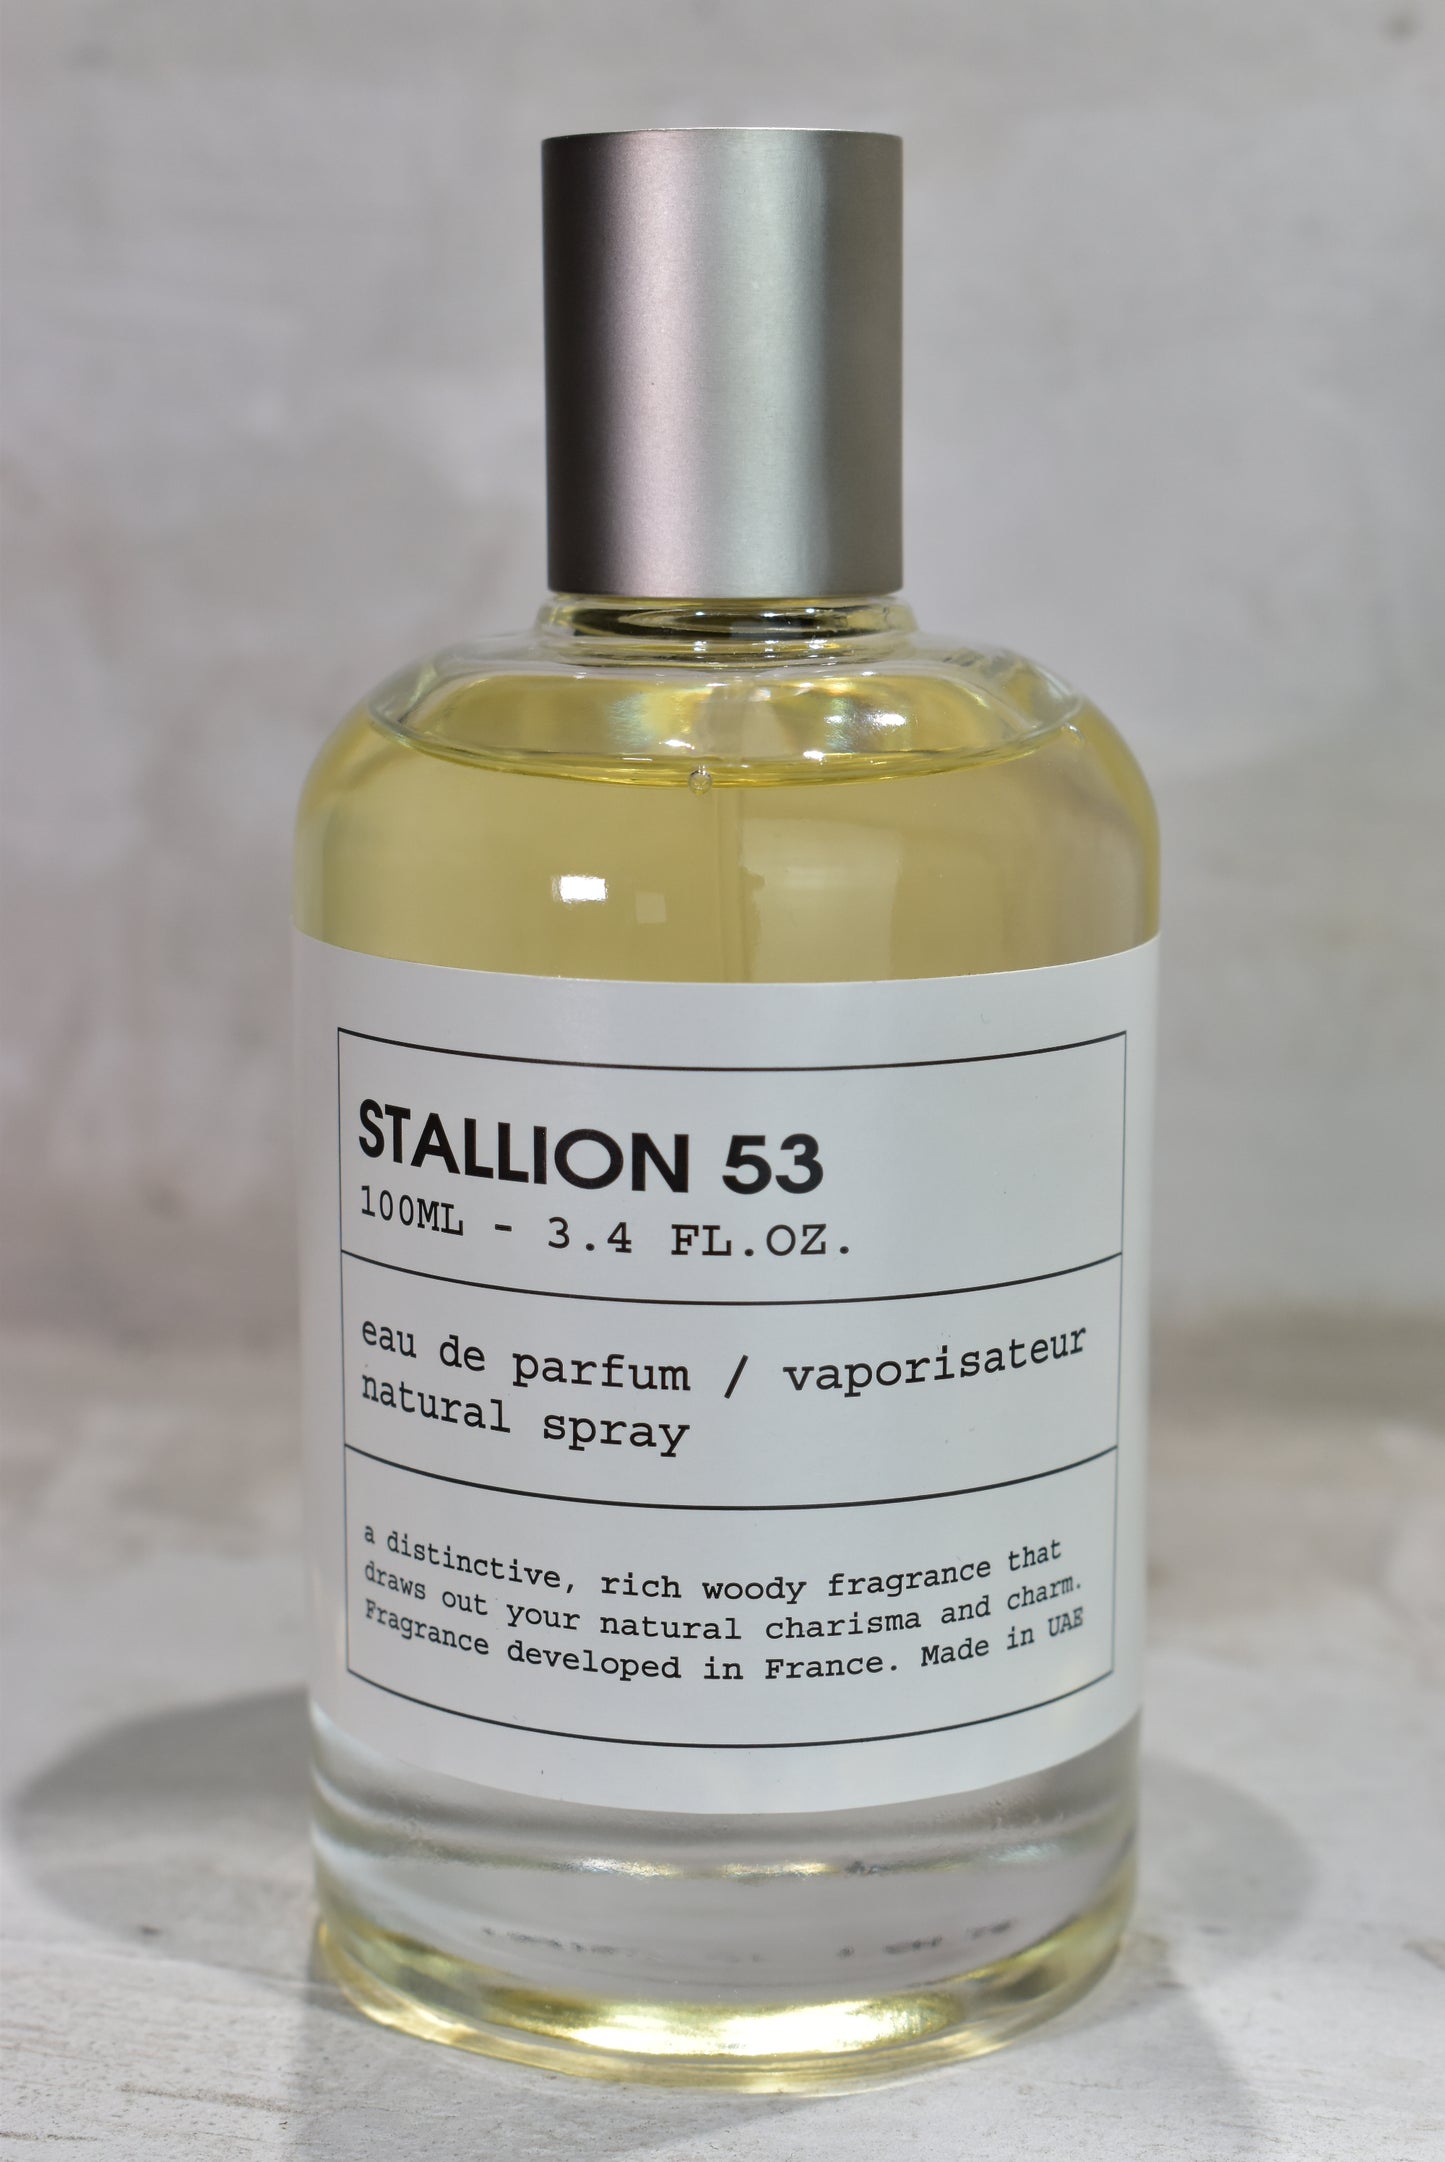 STALLION 53
100ML - 3.4 FL.OZ.
eau de parfum / vaporisateur
natural spray
a distinctive, rich woody fragrance that
draws out your natural charisma and charm.
Fragrance developed in France. Made in UAE